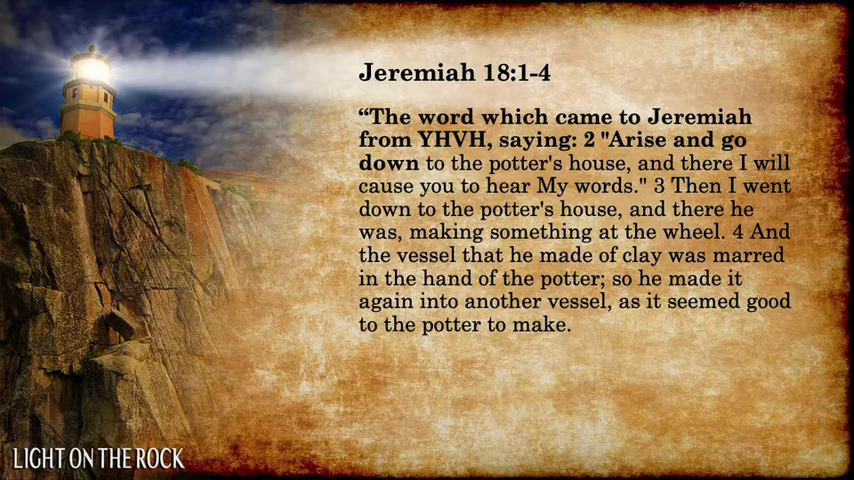 Jeremiah 18:1-4
“The word which came to Jeremiah
from YHVH, saying: 2 "Arise and go
down to the potter's house, and there I will
cause you to hear My words." 3 Then I went
down to the potter's house, and there he
was, making something at the wheel. 4 And
the vessel that he made of clay was marred
in the hand of the potter; so he made it
again into another vessel, as it seemed good
to the potter to make.
LIGHT ON THE ROCK